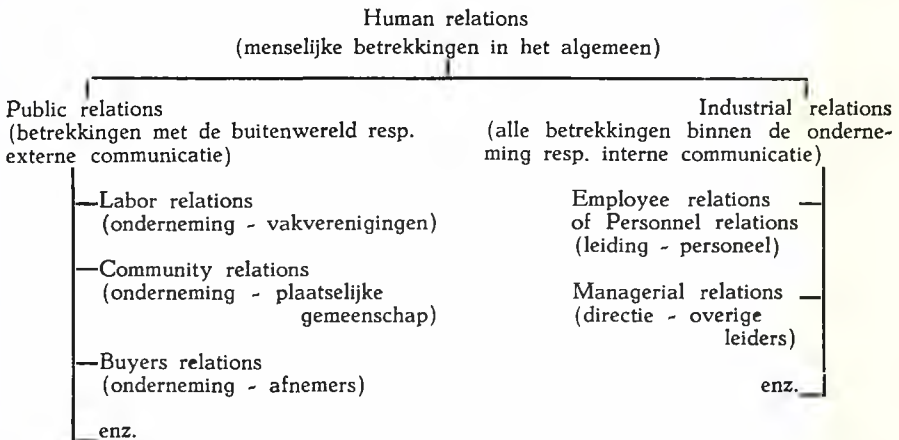 Human relations
(menselijke betrekkingen in het algemeen)
Public relations
(betrekkingen met de buitenwereld resp.
externe communicatie)
Labor relations
(onderneming - vakverenigingen)
Community relations
(onderneming - plaatselijke
gemeenschap)
Buyers relations
(onderneming - afnemers)
enz.
Industrial relations
(alle betrekkingen binnen de onderne-
ming resp. interne communicatie)
Employee relations
of Personnel relations
(leiding - personeel)
Managerial relations
(directie - overige
leiders)
enz.